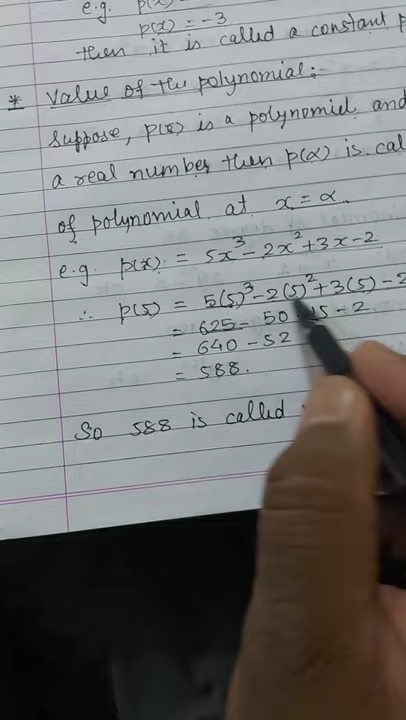 e.g. p(x) =
p(x) = -3
then it is called a constant
* Value of the polynomial:-
Suppose, p(x) is a polynomial and
a real number then p(α) is
of polynomial at x = α.
e.g. p(x) = 5x³ - 2x² + 3x - 2
∴ p(5) = 5(5)³ - 2(5)² + 3(5) - 2
= 625 - 50 15 - 2
= 640 - 52
= 588.
So 588 is called